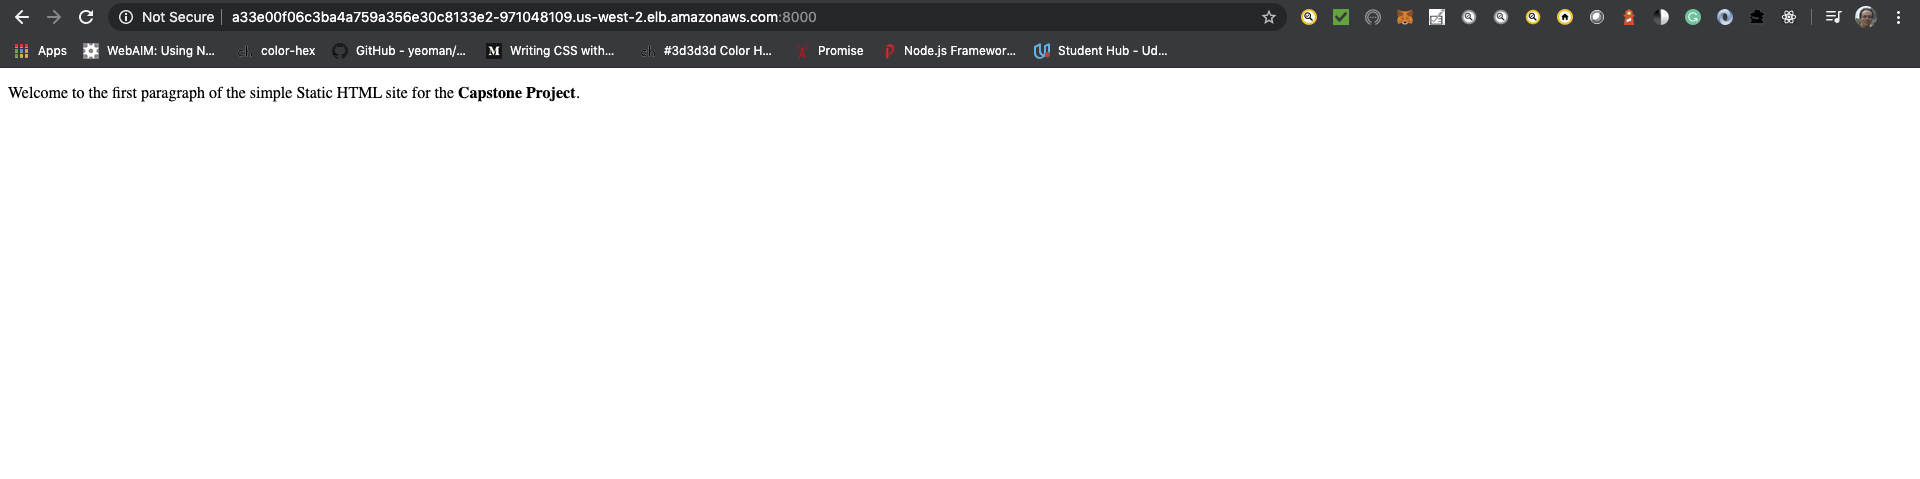 Not Secure a33e00f06c3ba4a759a356e30c8133e2-971048109.us-west-2.elb.amazonaws.com:8000
Apps WebAIM: Using N... color-hex GitHub - yeoman/... Writing CSS with... #3d3d3d Color H... Promise Node.js Framewor... Student Hub - Ud...
Welcome to the first paragraph of the simple Static HTML site for the Capstone Project.